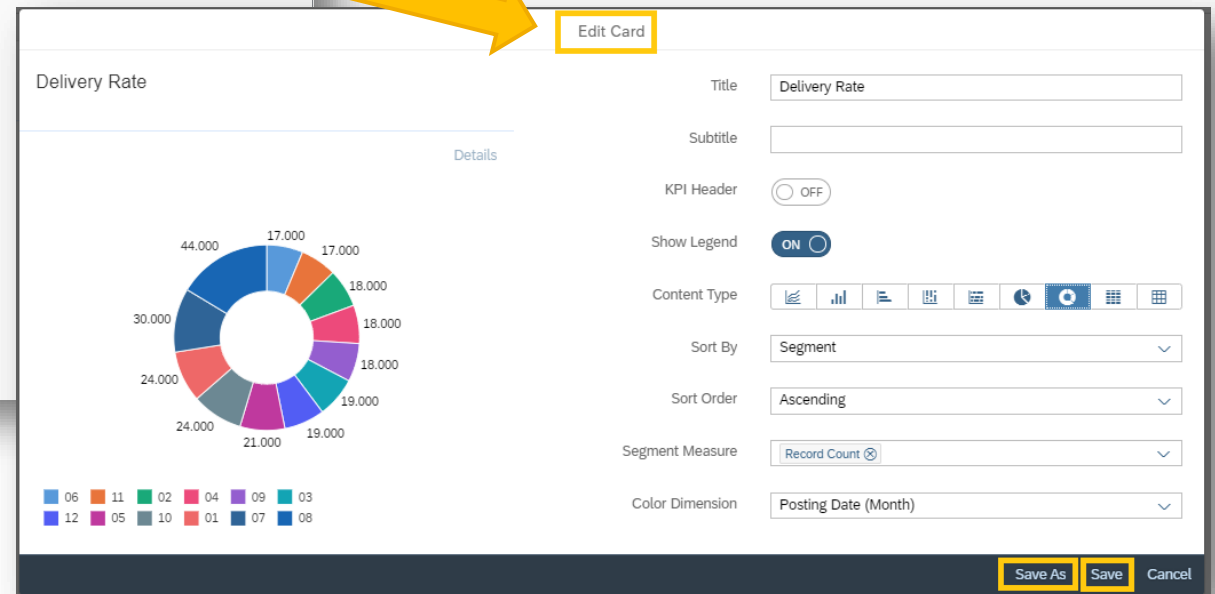 Edit Card
Delivery Rate
Details
44.000
17.000
17.000
18.000
18.000
18.000
19.000
19.000
21.000
24.000
24.000
30.000
06 11 02 04 09 03
12 05 10 01 07 08
Title Delivery Rate
Subtitle
KPI Header OFF
Show Legend ON
Content Type
Sort By Segment
Sort Order Ascending
Segment Measure Record Count
Color Dimension Posting Date (Month)
Save As Save Cancel